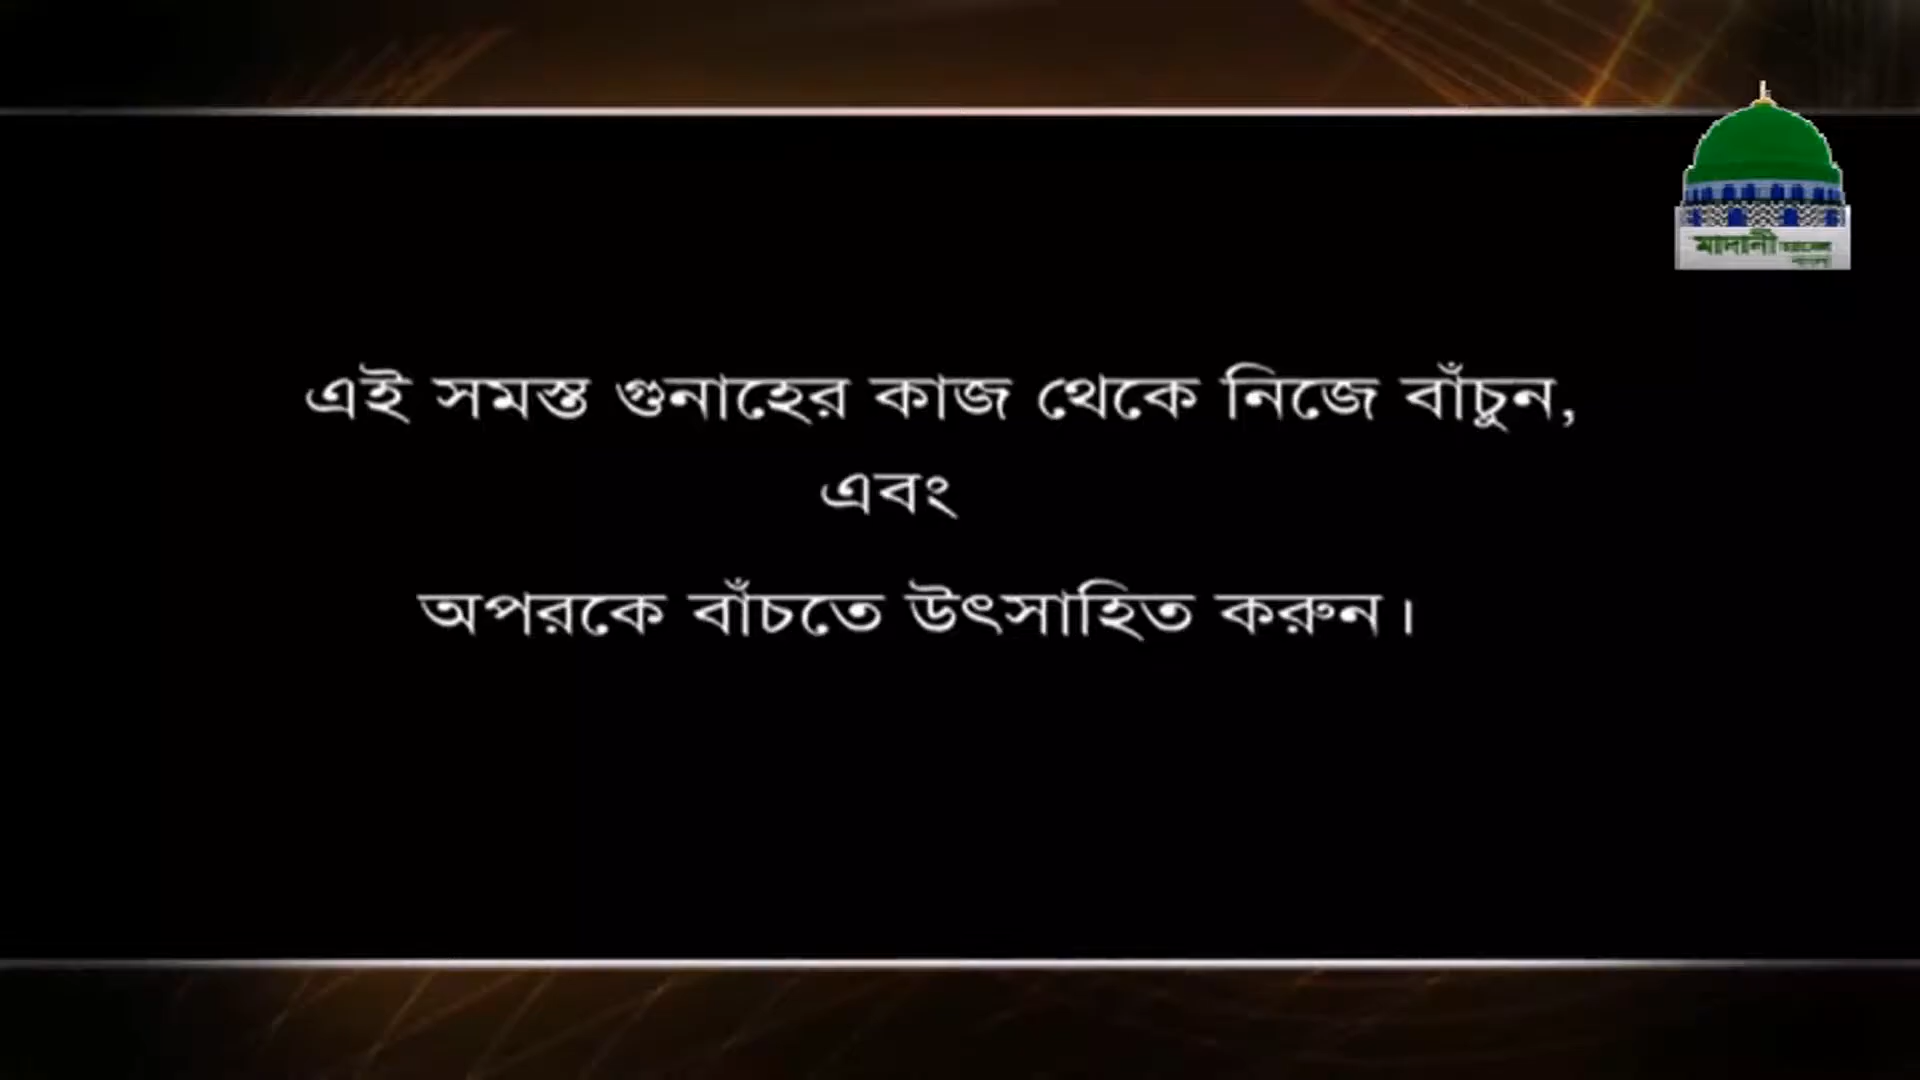 মাদানী
এই সমস্ত গুনাহের কাজ থেকে নিজে বাঁচুন,
এবং
অপরকে বাঁচতে উৎসাহিত করুন।